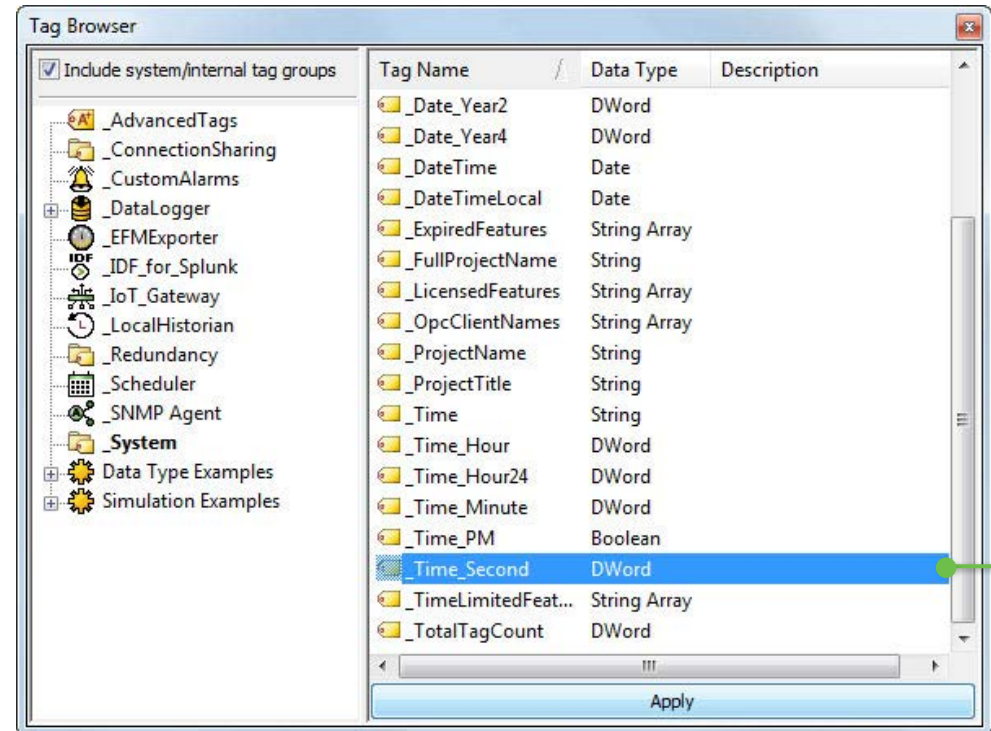 Tag Browser
Include system/internal tag groups
_AdvancedTags
_ConnectionSharing
_CustomAlarms
_DataLogger
_EFMExporter
IDF _IDF_for_Splunk
_IoT_Gateway
_LocalHistorian
_Redundancy
_Scheduler
_SNMP Agent
_System
Data Type Examples
Simulation Examples
Tag Name Data Type Description
_Date_Year2 DWord
_Date_Year4 DWord
_DateTime Date
_DateTimeLocal Date
_ExpiredFeatures String Array
_FullProjectName String
_LicensedFeatures String Array
_OpcClientNames String Array
_ProjectName String
_ProjectTitle String
_Time String
_Time_Hour DWord
_Time_Hour24 DWord
_Time_Minute DWord
_Time_PM Boolean
_Time_Second DWord
_TimeLimitedFeat... String Array
_TotalTagCount DWord
Apply